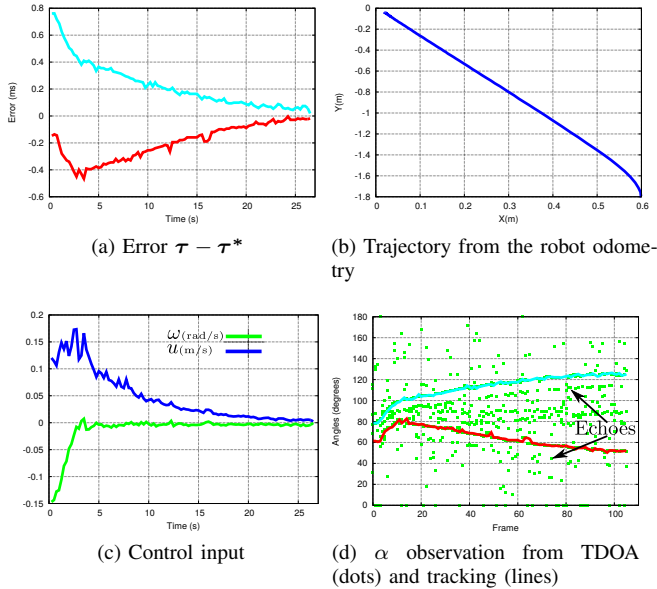 0.8
0.6
0.4
0.2
0
-0.2
-0.4
-0.6
Error (ms)
0 5 10 15 20 25
Time (s)
(a) Error τ − τ*
0
-0.2
-0.4
-0.6
-0.8
-1
-1.2
-1.4
-1.6
-1.8
Y(m)
0 0.1 0.2 0.3 0.4 0.5 0.6
X(m)
(b) Trajectory from the robot odome-
try
0.2
0.15
0.1
0.05
0
-0.05
-0.1
-0.15
ω(rad/s)
u(m/s)
0 5 10 15 20 25
Time (s)
(c) Control input
180
160
140
120
100
80
60
40
20
0
Angles (degrees)
Echoes
0 20 40 60 80 100
Frame
(d) α observation from TDOA
(dots) and tracking (lines)